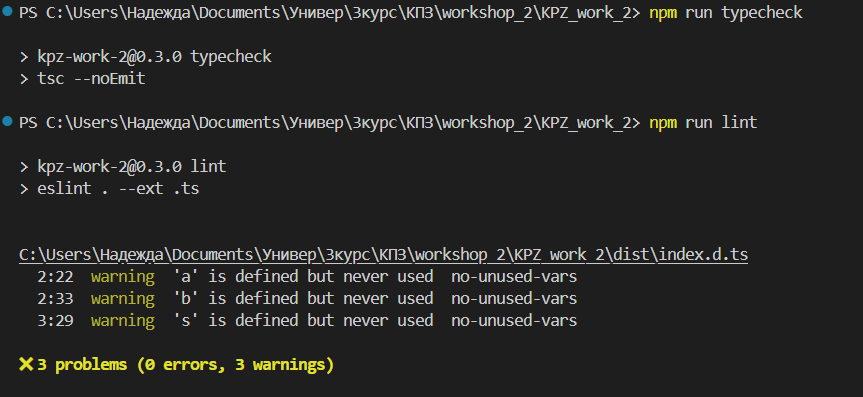 PS C:\Users\Надежда\Documents\Универ\3курс\КПЗ\workshop_2\KPZ_work_2> npm run typecheck
> kpz-work-2@0.3.0 typecheck
> tsc --noEmit
PS C:\Users\Надежда\Documents\Универ\3курс\КПЗ\workshop_2\KPZ_work_2> npm run lint
> kpz-work-2@0.3.0 lint
> eslint . --ext .ts
C:\Users\Надежда\Documents\Универ\3курс\КПЗ\workshop_2\KPZ_work_2\dist\index.d.ts
2:22 warning 'a' is defined but never used no-unused-vars
2:33 warning 'b' is defined but never used no-unused-vars
3:29 warning 's' is defined but never used no-unused-vars
✖ 3 problems (0 errors, 3 warnings)